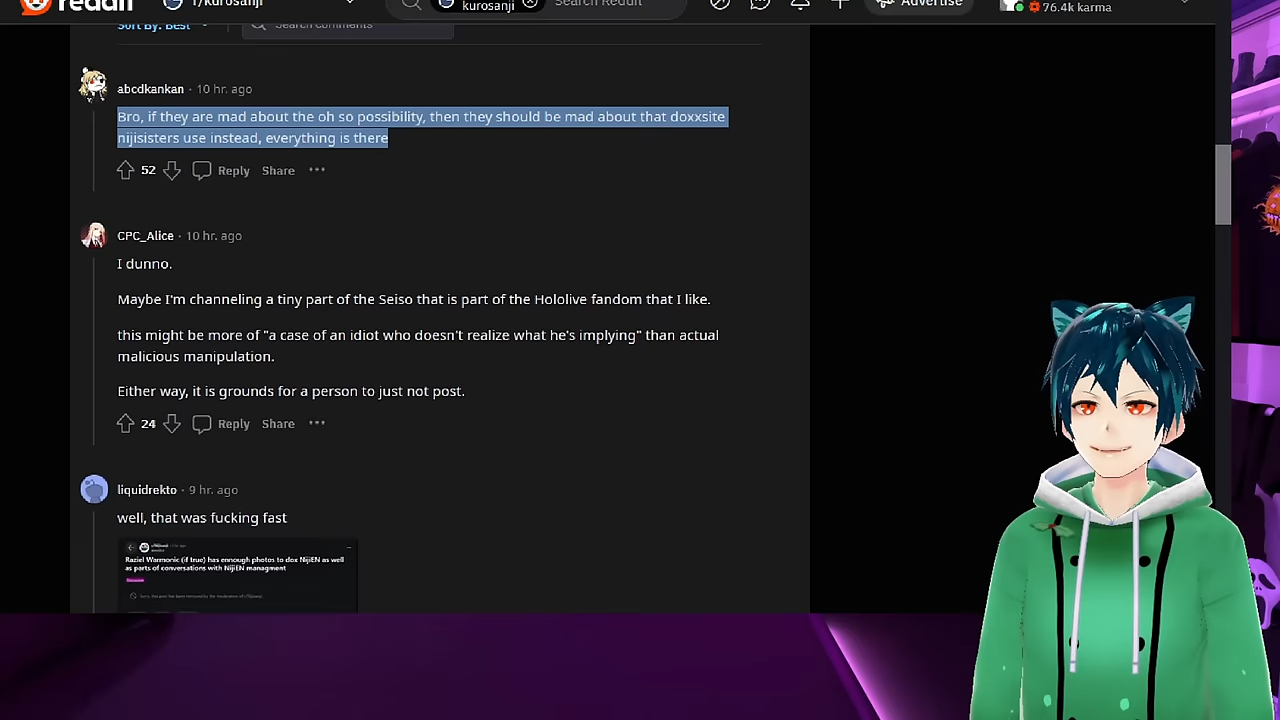 reddit
r/kurosanji
kurosanji
Search Reddit
Advertise
76.4k karma
Sort By: Best
Search comments
abcdkankan · 10 hr. ago
Bro, if they are mad about the oh so possibility, then they should be mad about that doxxsite
nijisisters use instead, everything is there
52
Reply
Share
CPC_Alice · 10 hr. ago
I dunno.
Maybe I'm channeling a tiny part of the Seiso that is part of the Hololive fandom that I like.
this might be more of "a case of an idiot who doesn't realize what he's implying" than actual
malicious manipulation.
Either way, it is grounds for a person to just not post.
24
Reply
Share
liquidrekto · 9 hr. ago
well, that was fucking fast
Raziel Warmonic (if true) has ennough photos to dox NijiEN as well
as parts of conversations with NijiEN managment